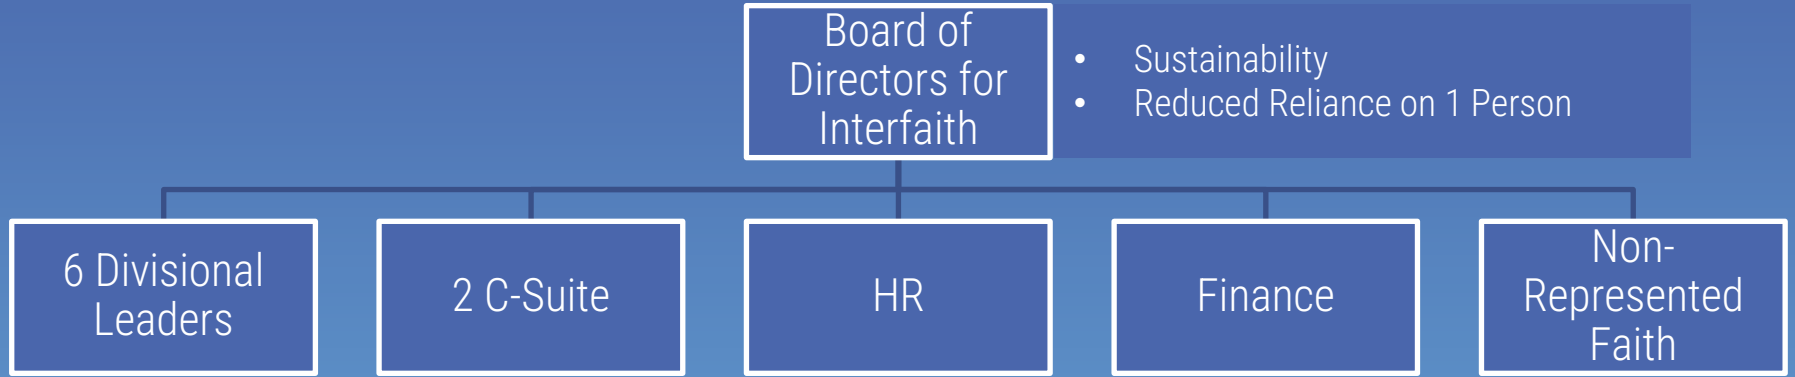 Board of
Directors for
Interfaith
• Sustainability
• Reduced Reliance on 1 Person
6 Divisional
Leaders
2 C-Suite
HR
Finance
Non-
Represented
Faith